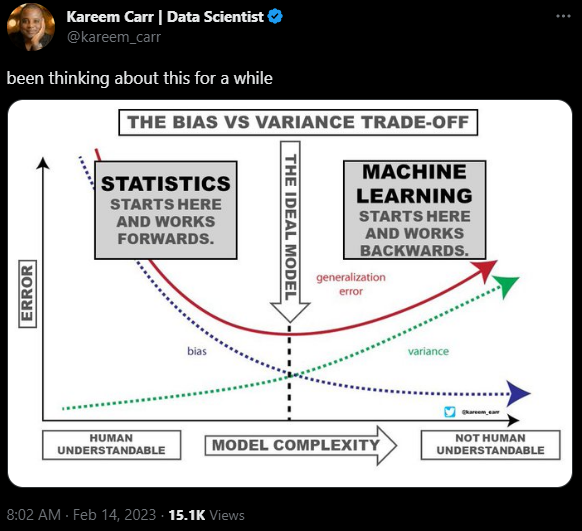 Kareem Carr | Data Scientist
@kareem_carr
been thinking about this for a while
THE BIAS VS VARIANCE TRADE-OFF
STATISTICS
STARTS HERE
AND WORKS
FORWARDS.
THE IDEAL MODEL
MACHINE
LEARNING
STARTS HERE
AND WORKS
BACKWARDS.
ERROR
generalization
error
bias
variance
@kareem_carr
HUMAN
UNDERSTANDABLE
MODEL COMPLEXITY
NOT HUMAN
UNDERSTANDABLE
8:02 AM · Feb 14, 2023 · 15.1K Views